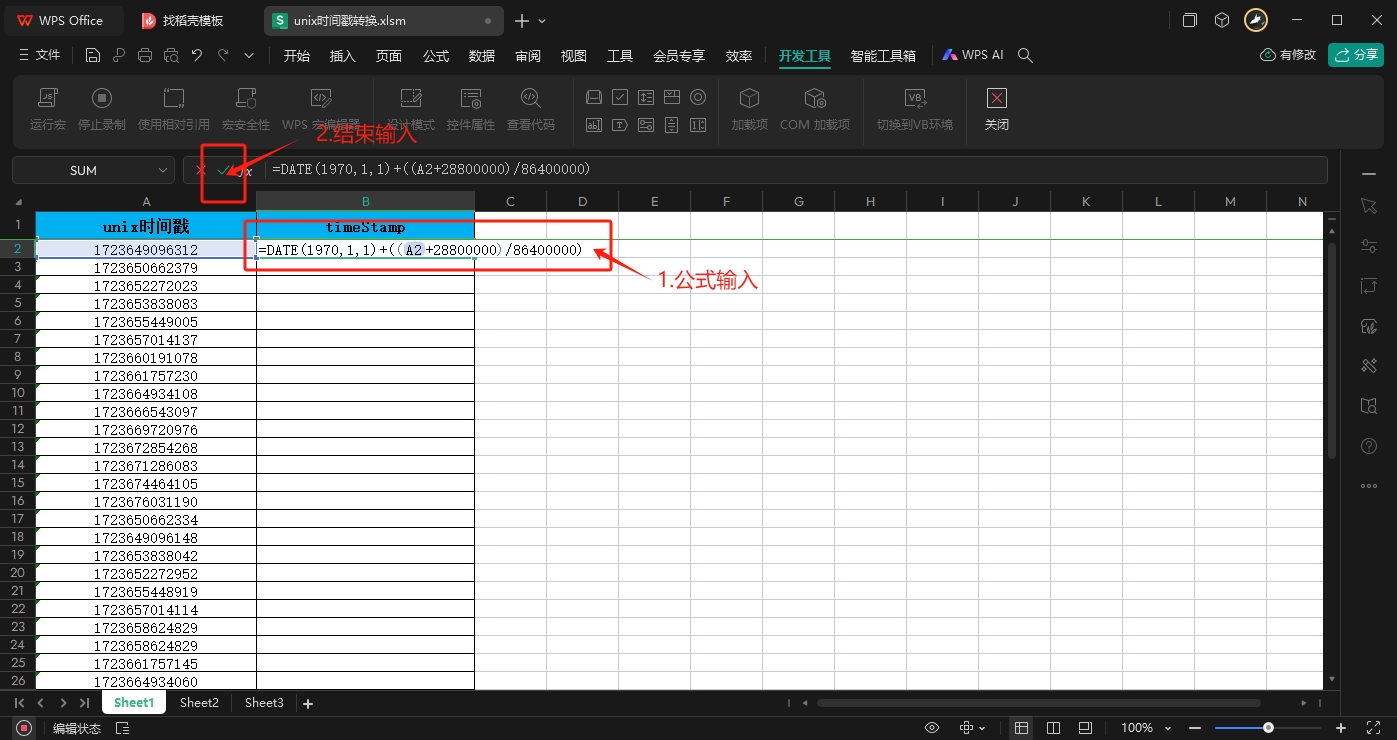 WPS Office
找稻壳模板
unix时间戳转换.xlsm
文件
开始 插入 页面 公式 数据 审阅 视图 工具 会员专享 效率 开发工具 智能工具箱 WPS AI
有修改
分享
运行宏 停止录制 使用相对引用 宏安全性 WPS 宏编辑器 设计模式 控件属性 查看代码 加载项 COM 加载项 切换到VB环境 关闭
2.结束输入
SUM
fx
=DATE(1970,1,1)+((A2+28800000)/86400000)
A B C D E F G H I J K L M N
1 unix时间戳 timeStamp
2 1723649096312 =DATE(1970,1,1)+((A2+28800000)/86400000)
3 1723650662379
1.公式输入
4 1723652272023
5 1723653838083
6 1723655449005
7 1723657014137
8 1723660191078
9 1723661757230
10 1723664934108
11 1723666543097
12 1723669720976
13 1723672854268
14 1723671286083
15 1723674464105
16 1723676031190
17 1723650662334
18 1723649096148
19 1723653838042
20 1723652272952
21 1723655448919
22 1723657014114
23 1723658624829
24 1723658624829
25 1723661757145
26 1723664934060
Sheet1 Sheet2 Sheet3
编辑状态
100%